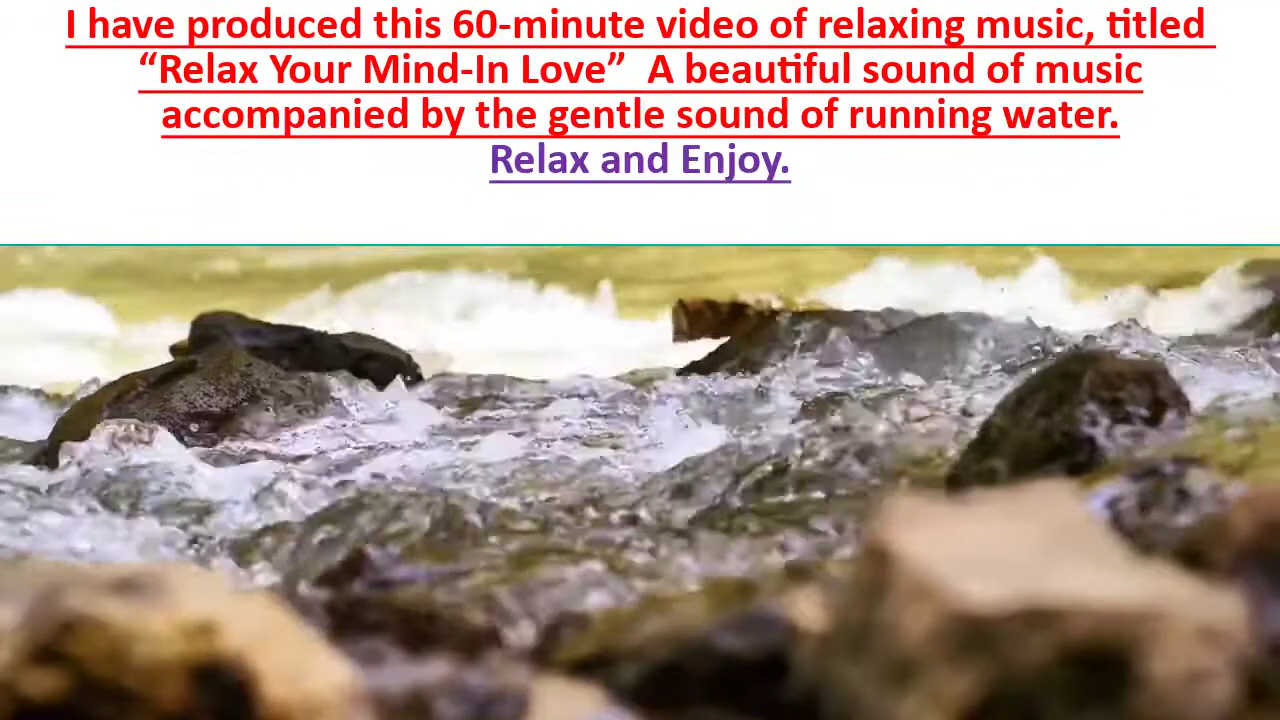 I have produced this 60-minute video of relaxing music, titled
“Relax Your Mind-In Love”  A beautiful sound of music
accompanied by the gentle sound of running water.
Relax and Enjoy.